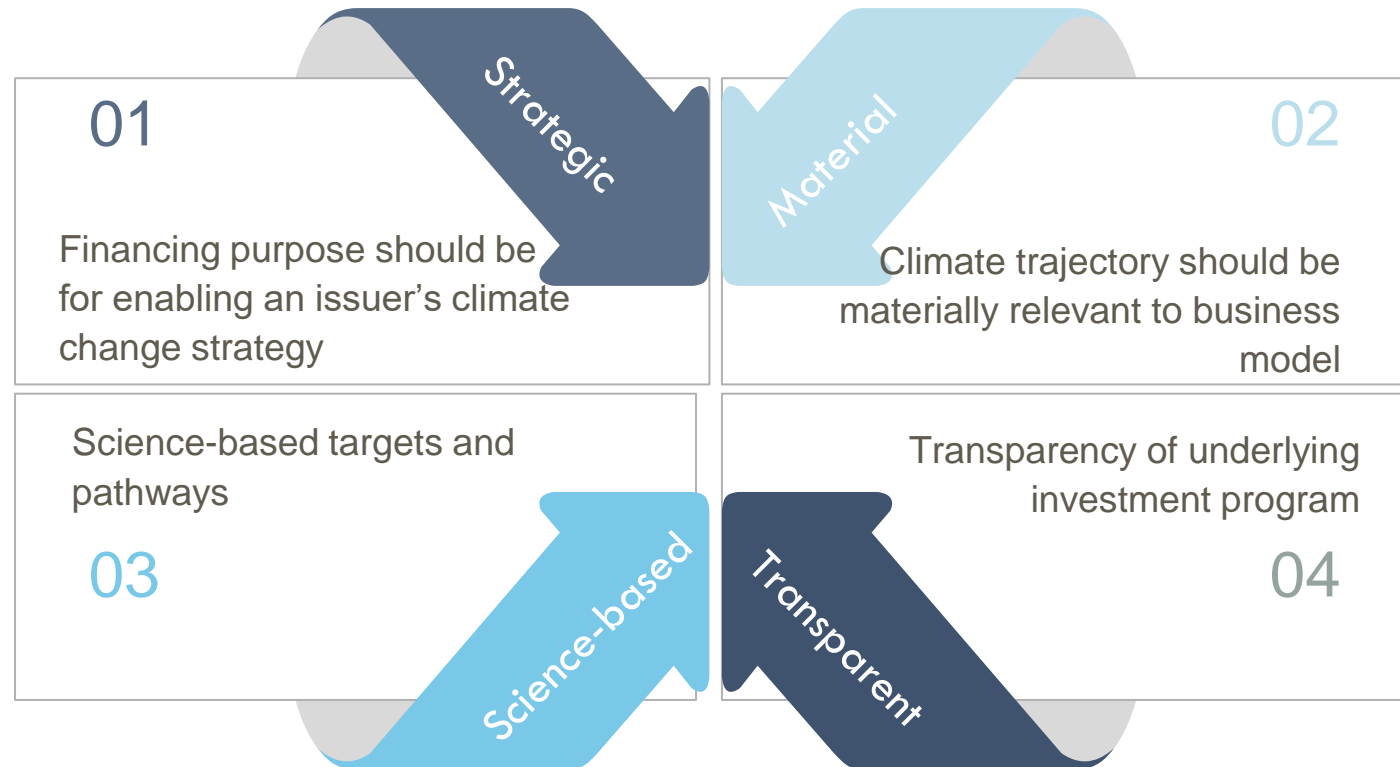 01
Strategic
Financing purpose should be
for enabling an issuer’s climate
change strategy
Material
02
Climate trajectory should be
materially relevant to business
model
Science-based targets and
pathways
03
Science-based
Transparency of underlying
investment program
04
Transparent